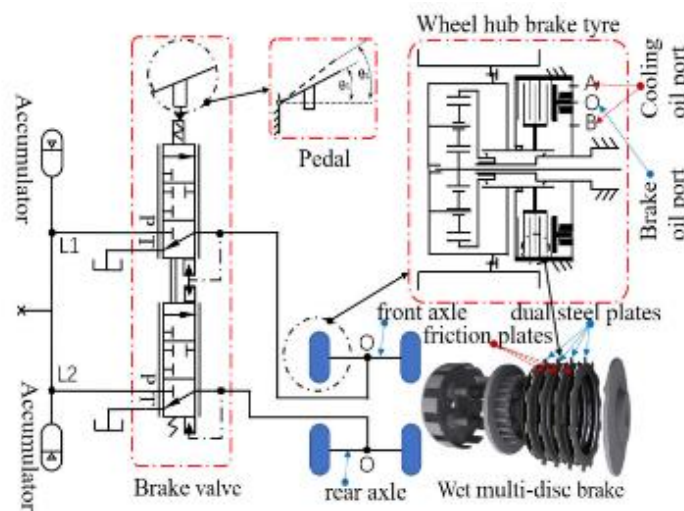 Wheel hub brake tyre
Accumulator
Pedal
θ₁
A
O
B
Cooling
oil port
Brake
oil port
P T
L1
L2
P T
Accumulator
Brake valve
front axle
dual steel plates
friction plates
O
O
rear axle
Wet multi-disc brake